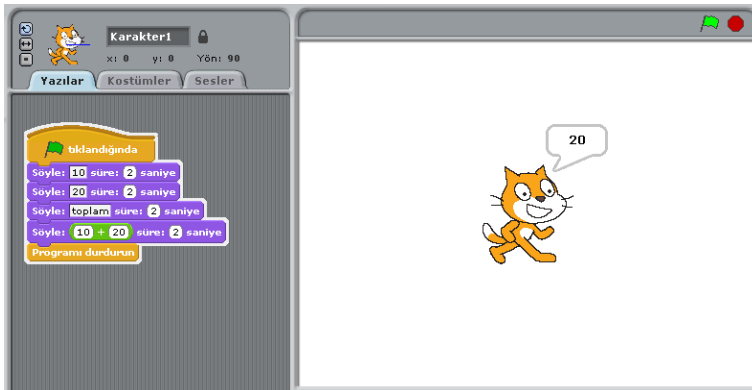 Karakter1
x: 0 y: 0 Yön: 90
Yazılar Kostümler Sesler
tıklandığında
Söyle: 10 süre: 2 saniye
Söyle: 20 süre: 2 saniye
Söyle: toplam süre: 2 saniye
Söyle: 10 + 20 süre: 2 saniye
Programı durdurun
20